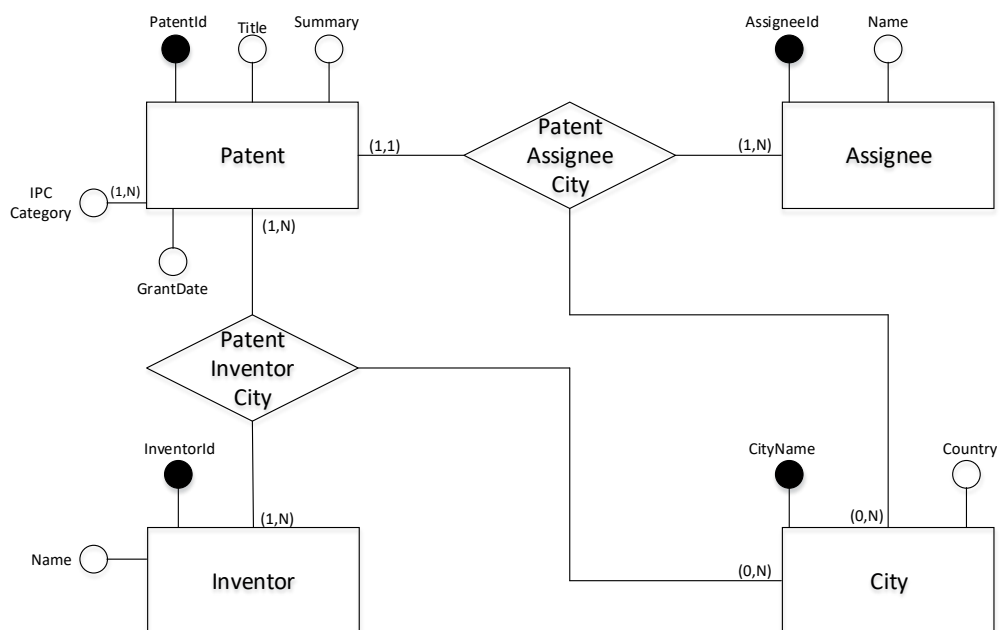 PatentId
Title
Summary
AssigneeId
Name
Patent
(1,1)
Patent
Assignee
City
(1,N)
Assignee
IPC
Category
(1,N)
(1,N)
GrantDate
Patent
Inventor
City
InventorId
CityName
Country
(1,N)
(0,N)
Name
Inventor
(0,N)
City